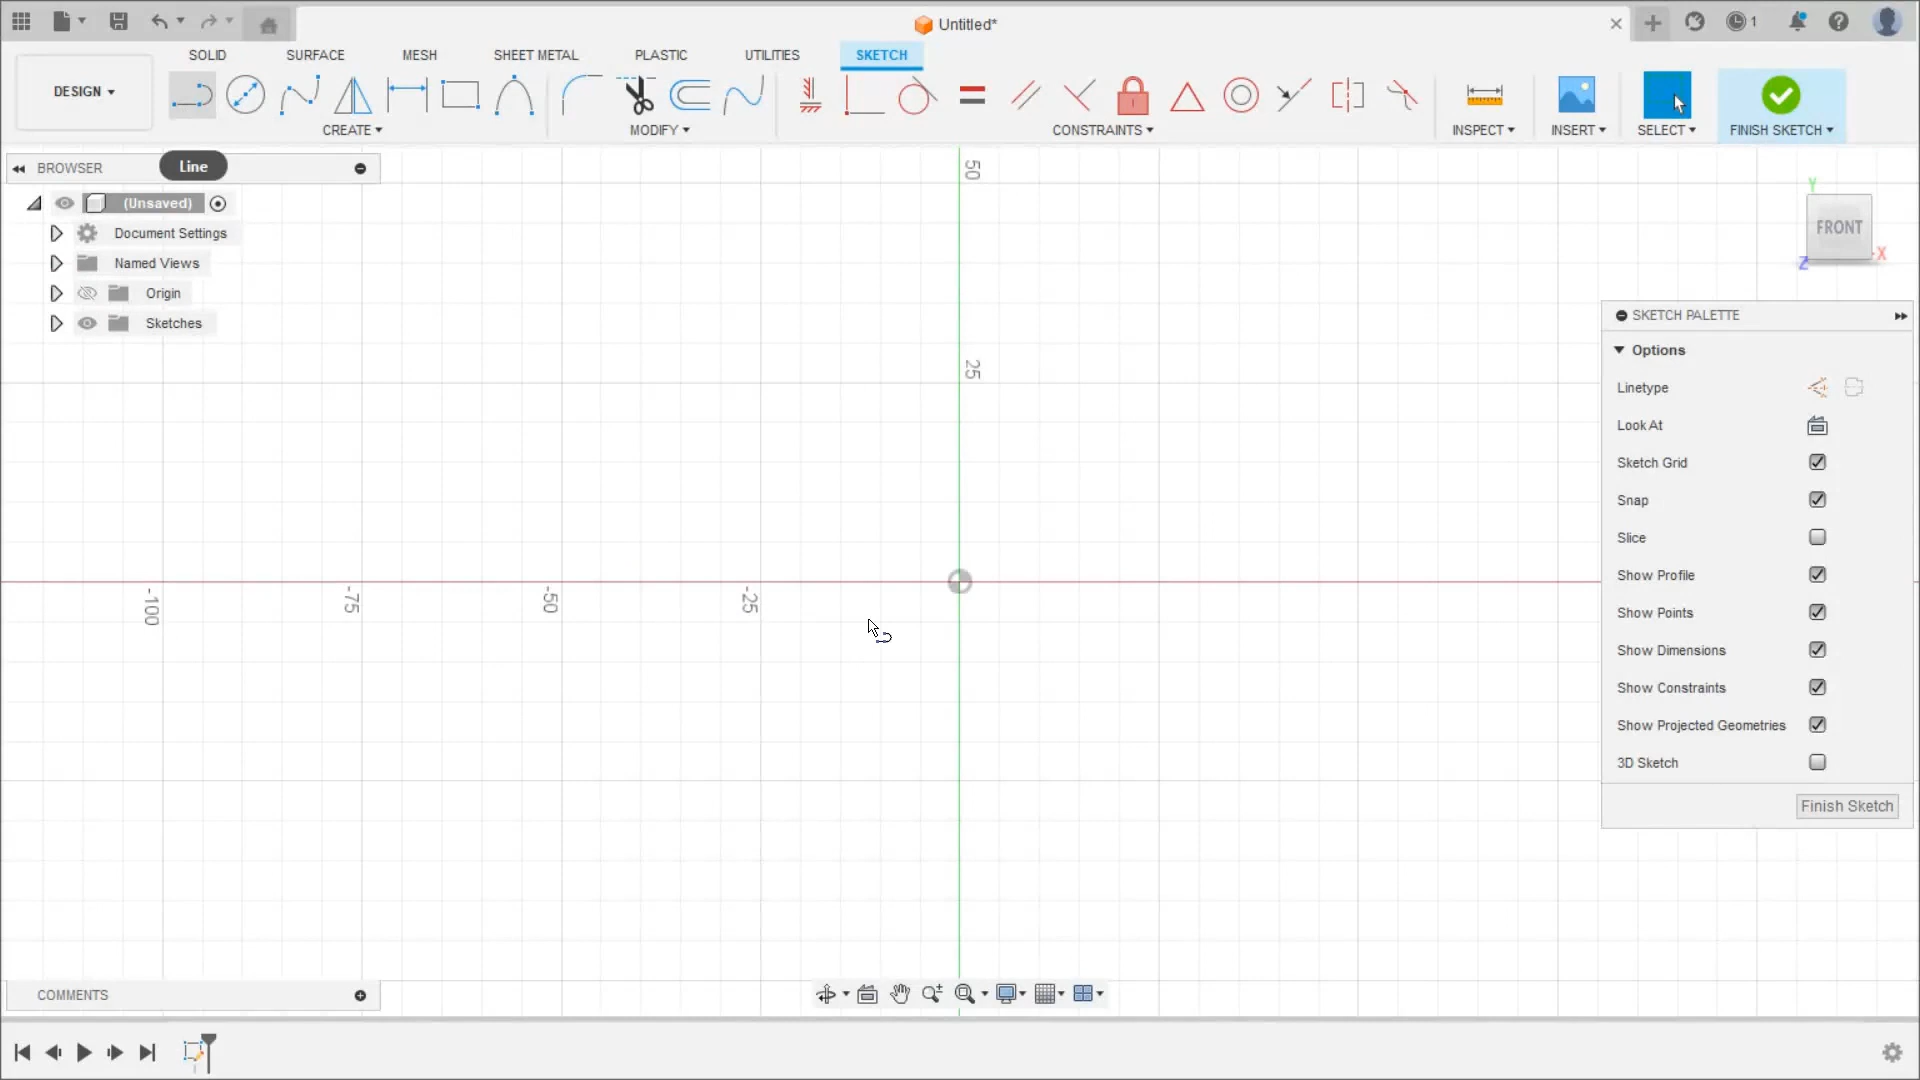 Untitled*
1
SOLID SURFACE MESH SHEET METAL PLASTIC UTILITIES SKETCH
DESIGN
CREATE MODIFY CONSTRAINTS INSPECT INSERT SELECT FINISH SKETCH
BROWSER
Line
(Unsaved)
Document Settings
Named Views
Origin
Sketches
50
25
-100 -75 -50 -25
Y
FRONT
X
Z
SKETCH PALETTE
Options
Linetype
Look At
Sketch Grid
Snap
Slice
Show Profile
Show Points
Show Dimensions
Show Constraints
Show Projected Geometries
3D Sketch
Finish Sketch
COMMENTS